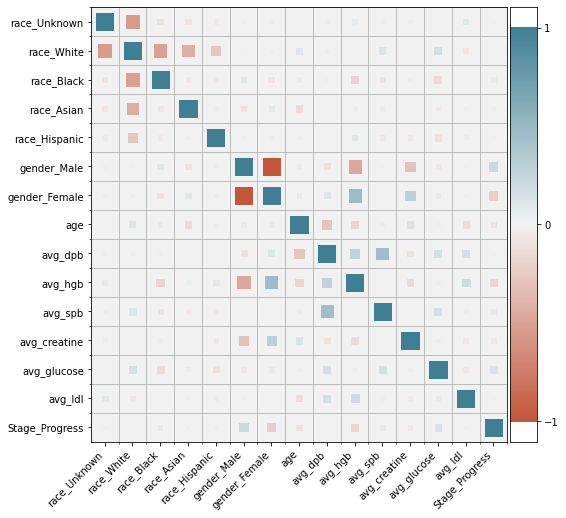 race_Unknown
race_White
race_Black
race_Asian
race_Hispanic
gender_Male
gender_Female
age
avg_dpb
avg_hgb
avg_spb
avg_creatine
avg_glucose
avg_ldl
Stage_Progress
1
0
−1
race_Unknown
race_White
race_Black
race_Asian
race_Hispanic
gender_Male
gender_Female
age
avg_dpb
avg_hgb
avg_spb
avg_creatine
avg_glucose
avg_ldl
Stage_Progress